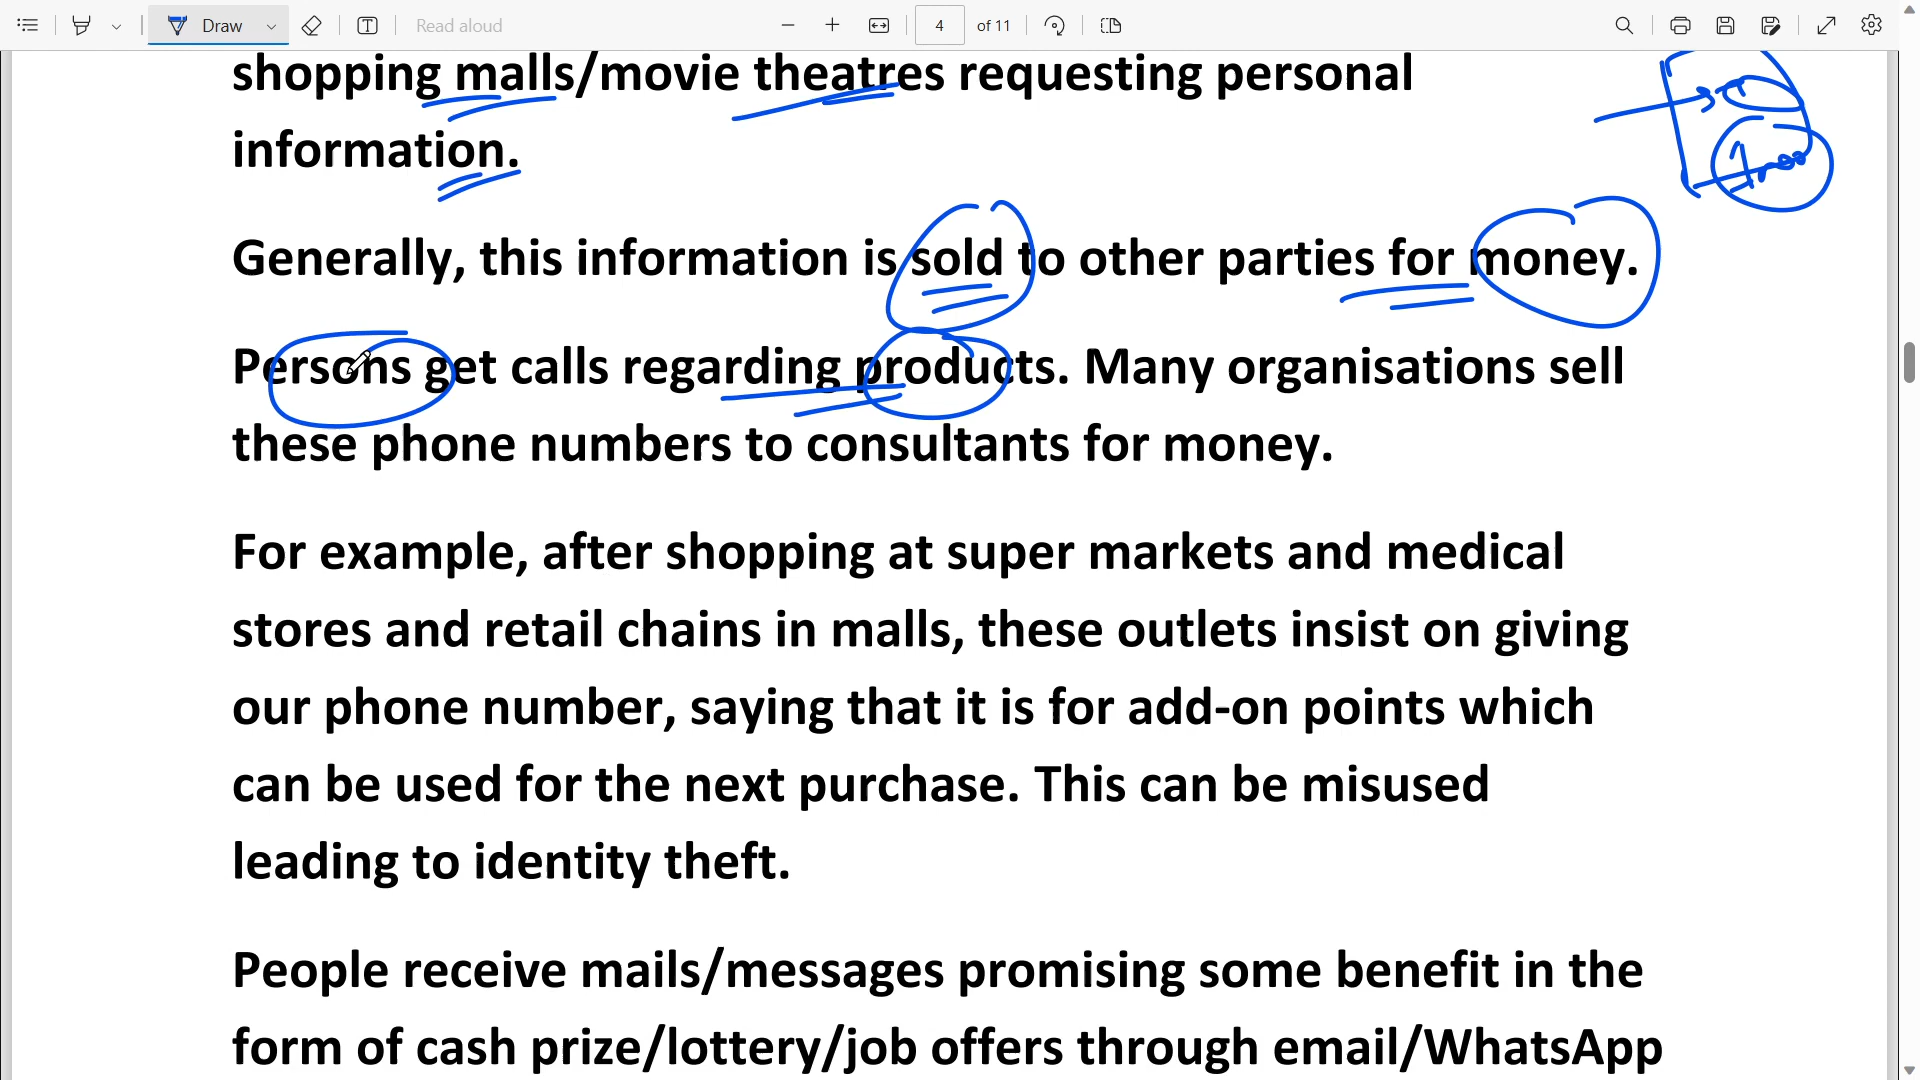 Draw
Read aloud
4 of 11
shopping malls/movie theatres requesting personal
information.
Generally, this information is sold to other parties for money.
Persons get calls regarding products. Many organisations sell
these phone numbers to consultants for money.
For example, after shopping at super markets and medical
stores and retail chains in malls, these outlets insist on giving
our phone number, saying that it is for add-on points which
can be used for the next purchase. This can be misused
leading to identity theft.
People receive mails/messages promising some benefit in the
form of cash prize/lottery/job offers through email/WhatsApp